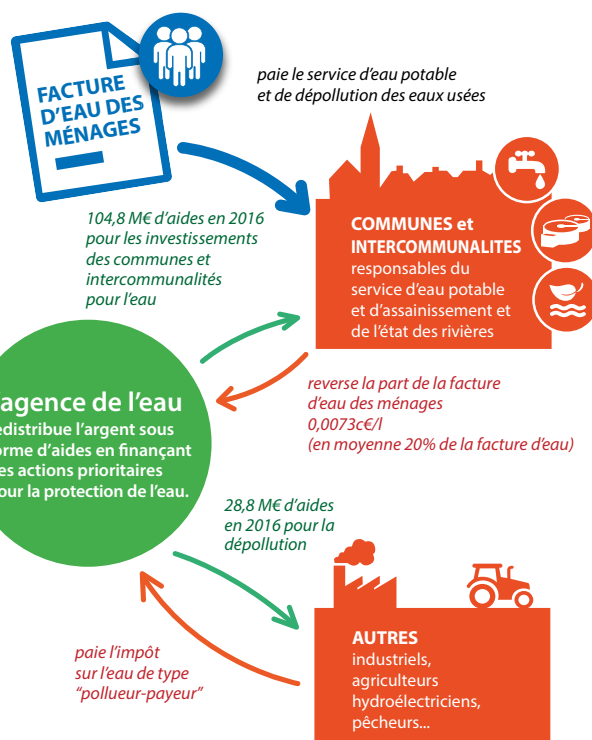 FACTURE
D'EAU DES
MÉNAGES
paie le service d'eau potable
et de dépollution des eaux usées
104,8 M€ d'aides en 2016
pour les investissements
des communes et
intercommunalités
pour l'eau
COMMUNES et
INTERCOMMUNALITES
responsables du
service d'eau potable
et d'assainissement et
de l'état des rivières
agence de l'eau
edistribue l'argent sous
orme d'aides en finançant
es actions prioritaires
our la protection de l'eau.
reverse la part de la facture
d'eau des ménages
0,0073c€/l
(en moyenne 20% de la facture d'eau)
28,8 M€ d'aides
en 2016 pour la
dépollution
paie l'impôt
sur l'eau de type
"pollueur-payeur"
AUTRES
industriels,
agriculteurs
hydroélectriciens,
pêcheurs...